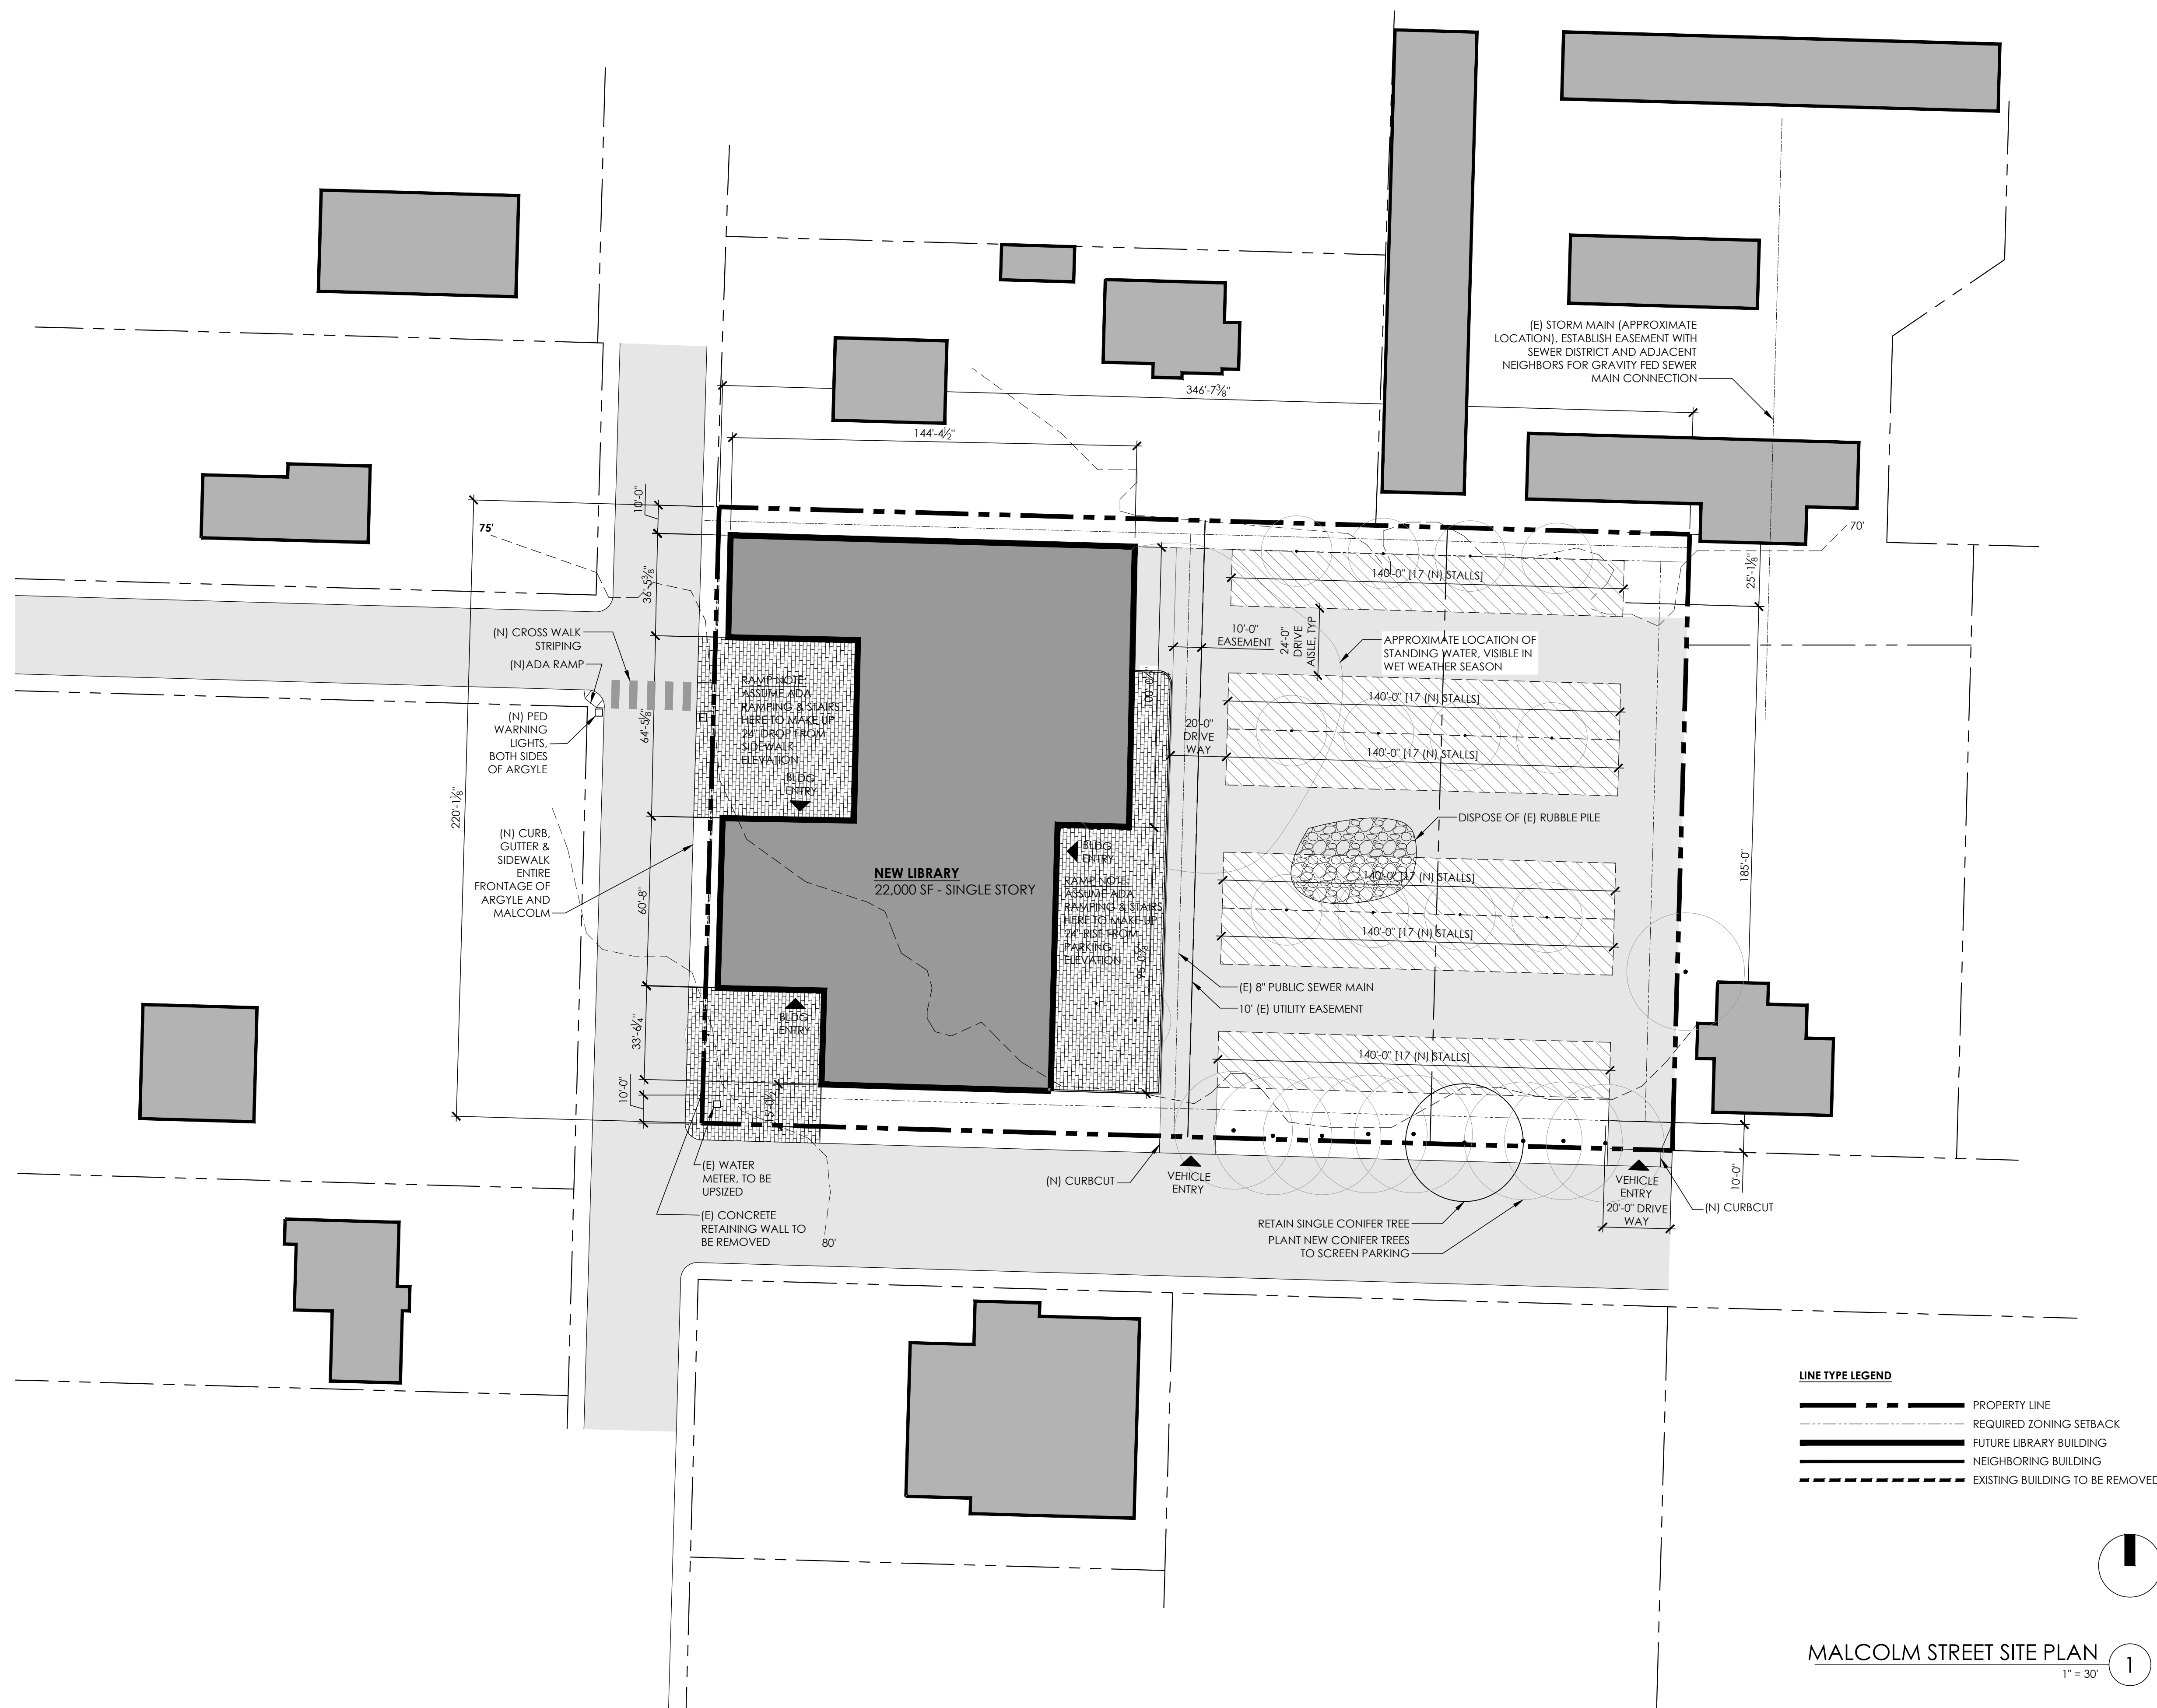 75'
346'-7⅜"
144'-4½"
(E) STORM MAIN (APPROXIMATE
LOCATION). ESTABLISH EASEMENT WITH
SEWER DISTRICT AND ADJACENT
NEIGHBORS FOR GRAVITY FED SEWER
MAIN CONNECTION
70'
10'-0"
36'-5⅜"
25'-1⅛"
140'-0" [17 (N) STALLS]
(N) CROSS WALK
STRIPING
(N)ADA RAMP
10'-0"
EASEMENT
24'-0"
DRIVE
AISLE, TYP
APPROXIMATE LOCATION OF
STANDING WATER, VISIBLE IN
WET WEATHER SEASON
RAMP NOTE:
ASSUME ADA
RAMPING & STAIRS
HERE TO MAKE UP
24" DROP FROM
SIDEWALK
ELEVATION
BLDG
ENTRY
100'-0½"
140'-0" [17 (N) STALLS]
(N) PED
WARNING
LIGHTS,
BOTH SIDES
OF ARGYLE
64'-5⅛"
20'-0"
DRIVE
WAY
140'-0" [17 (N) STALLS]
220'-1⅛"
(N) CURB,
GUTTER &
SIDEWALK
ENTIRE
FRONTAGE OF
ARGYLE AND
MALCOLM
60'-8"
DISPOSE OF (E) RUBBLE PILE
BLDG
ENTRY
NEW LIBRARY
22,000 SF - SINGLE STORY
RAMP NOTE:
ASSUME ADA
RAMPING & STAIRS
HERE TO MAKE UP
24" RISE FROM
PARKING
ELEVATION
140'-0" [17 (N) STALLS]
185'-0"
140'-0" [17 (N) STALLS]
(E) 8" PUBLIC SEWER MAIN
10' (E) UTILITY EASEMENT
BLDG
ENTRY
33'-6¼"
140'-0" [17 (N) STALLS]
10'-0"
(E) WATER
METER, TO BE
UPSIZED
(E) CONCRETE
RETAINING WALL TO
BE REMOVED
80'
(N) CURBCUT
VEHICLE
ENTRY
RETAIN SINGLE CONIFER TREE
PLANT NEW CONIFER TREES
TO SCREEN PARKING
VEHICLE
ENTRY
20'-0" DRIVE
WAY
(N) CURBCUT
10'-0"
LINE TYPE LEGEND
PROPERTY LINE
REQUIRED ZONING SETBACK
FUTURE LIBRARY BUILDING
NEIGHBORING BUILDING
EXISTING BUILDING TO BE REMOVED
MALCOLM STREET SITE PLAN
1
1" = 30'